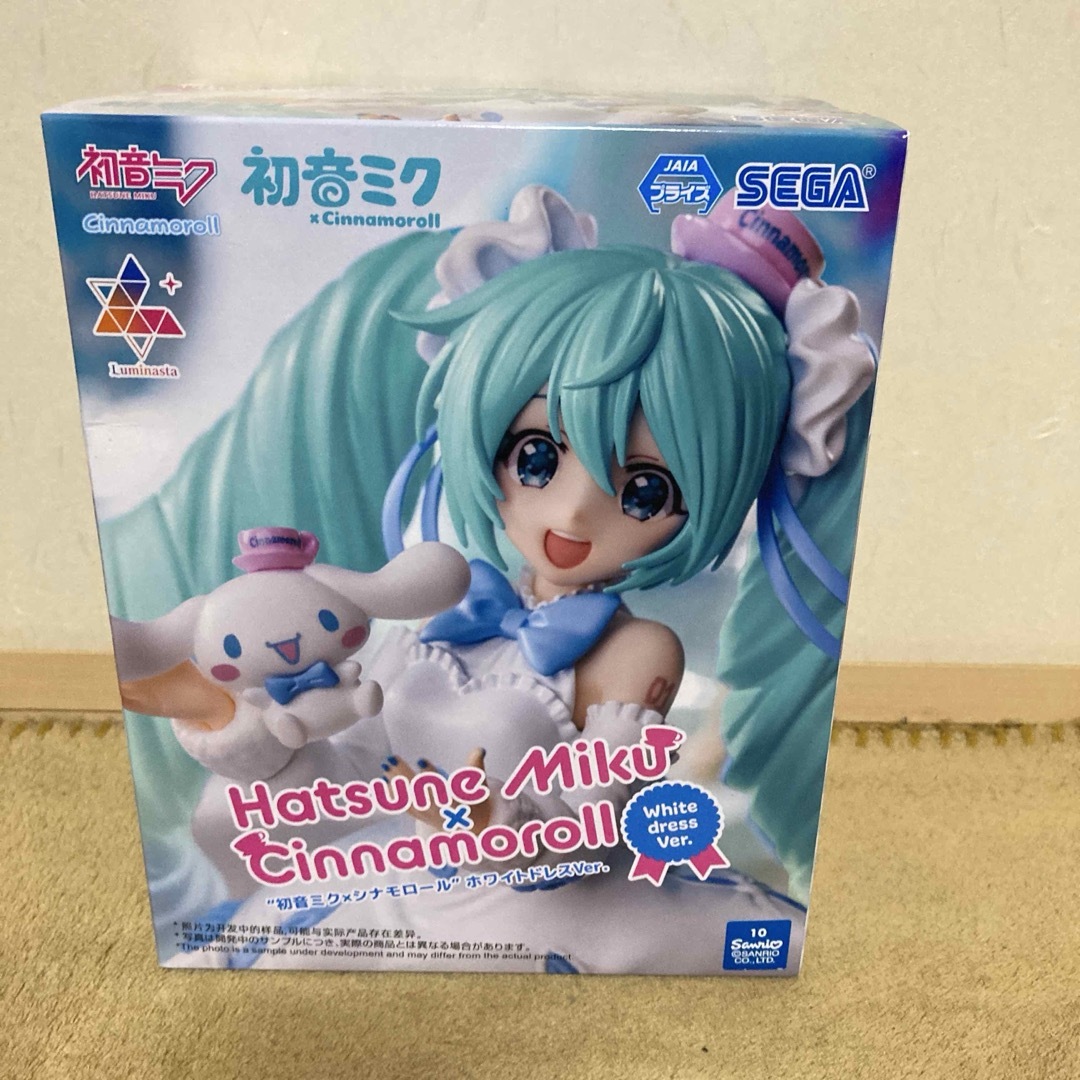 初音ミク
HATSUNE MIKU
Cinnamoroll
初音ミク
×Cinnamoroll
JAIA
プライズ
SEGA®
Luminasta
Cinnamo
Cinnamoroll
01
Hatsune Miku
×
Cinnamoroll
White
dress
Ver.
"初音ミク×シナモロール" ホワイトドレスVer.
* 照片为开发中的样品,可能与实际产品存在差异。
* 写真は開発中のサンプルにつき、実際の商品とは異なる場合があります。
*The photo is a sample under development and may differ from the actual product.
10
Sanrio
©SANRIO
CO., LTD.